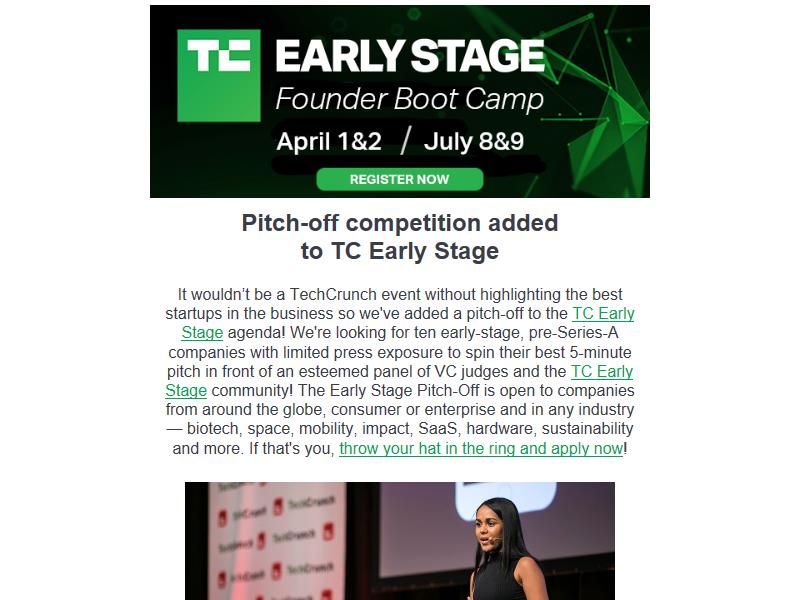 TC EARLY STAGE
Founder Boot Camp
April 1&2 / July 8&9
REGISTER NOW
Pitch-off competition added
to TC Early Stage
It wouldn’t be a TechCrunch event without highlighting the best
startups in the business so we've added a pitch-off to the TC Early
Stage agenda! We're looking for ten early-stage, pre-Series-A
companies with limited press exposure to spin their best 5-minute
pitch in front of an esteemed panel of VC judges and the TC Early
Stage community! The Early Stage Pitch-Off is open to companies
from around the globe, consumer or enterprise and in any industry
— biotech, space, mobility, impact, SaaS, hardware, sustainability
and more. If that's you, throw your hat in the ring and apply now!
TechCrunch
TechCrunch
TechCrunch
TechCrunch
TechCrunch